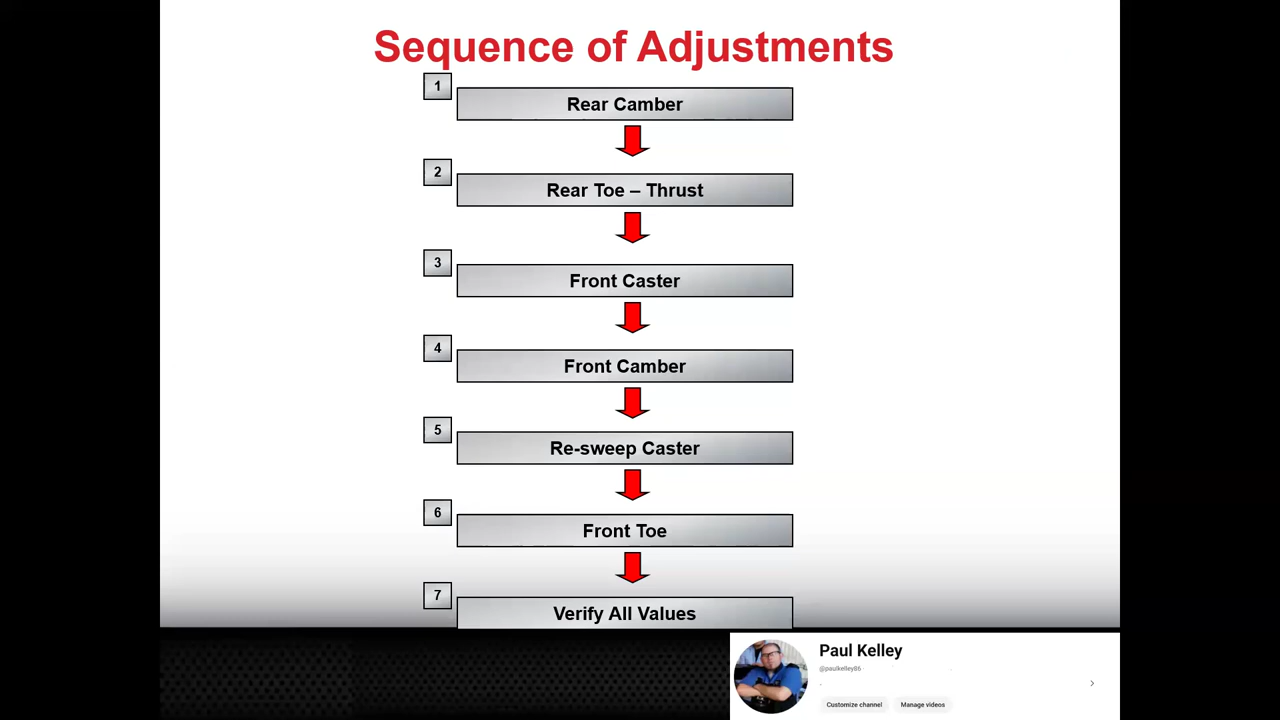 Sequence of Adjustments
1
Rear Camber
2
Rear Toe – Thrust
3
Front Caster
4
Front Camber
5
Re-sweep Caster
6
Front Toe
7
Verify All Values
Paul Kelley
@paulkelley86
Customize channel
Manage videos